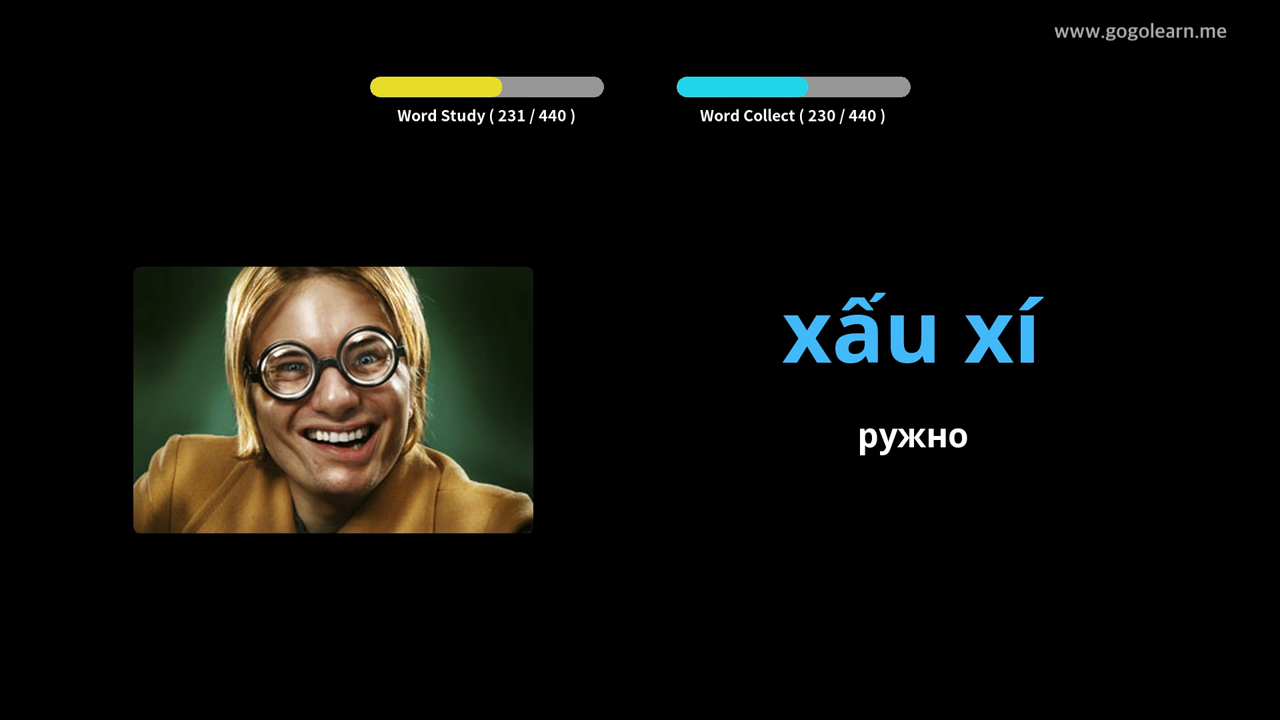 www.gogolearn.me
Word Study ( 231 / 440 )
Word Collect ( 230 / 440 )
xấu xí
ружно